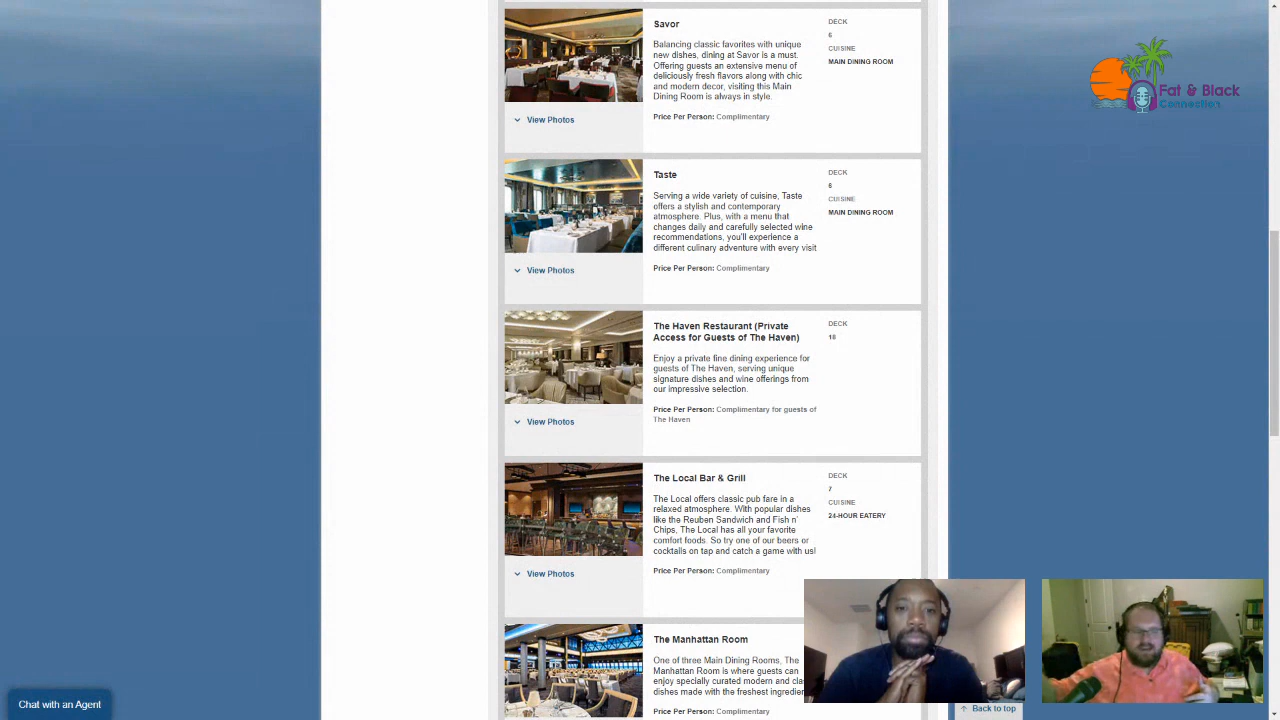 Savor
Balancing classic favorites with unique
new dishes, dining at Savor is a must.
Offering guests an extensive menu of
deliciously fresh flavors along with chic
and modern decor, visiting this Main
Dining Room is always in style.
Price Per Person: Complimentary
DECK
6
CUISINE
MAIN DINING ROOM
View Photos
Fat & Black
Connection
Taste
Serving a wide variety of cuisine, Taste
offers a stylish and contemporary
atmosphere. Plus, with a menu that
changes daily and carefully selected wine
recommendations, you'll experience a
different culinary adventure with every visit
Price Per Person: Complimentary
DECK
6
CUISINE
MAIN DINING ROOM
View Photos
The Haven Restaurant (Private
Access for Guests of The Haven)
Enjoy a private fine dining experience for
guests of The Haven, serving unique
signature dishes and wine offerings from
our impressive selection.
Price Per Person: Complimentary for guests of
The Haven
DECK
18
View Photos
The Local Bar & Grill
The Local offers classic pub fare in a
relaxed atmosphere. With popular dishes
like the Reuben Sandwich and Fish n'
Chips, The Local has all your favorite
comfort foods. So try one of our beers or
cocktails on tap and catch a game with us!
Price Per Person: Complimentary
DECK
7
CUISINE
24-HOUR EATERY
View Photos
The Manhattan Room
One of three Main Dining Rooms, The
Manhattan Room is where guests can
enjoy specially curated modern and cla
dishes made with the freshest ingredien
Price Per Person: Complimentary
Chat with an Agent
Back to top